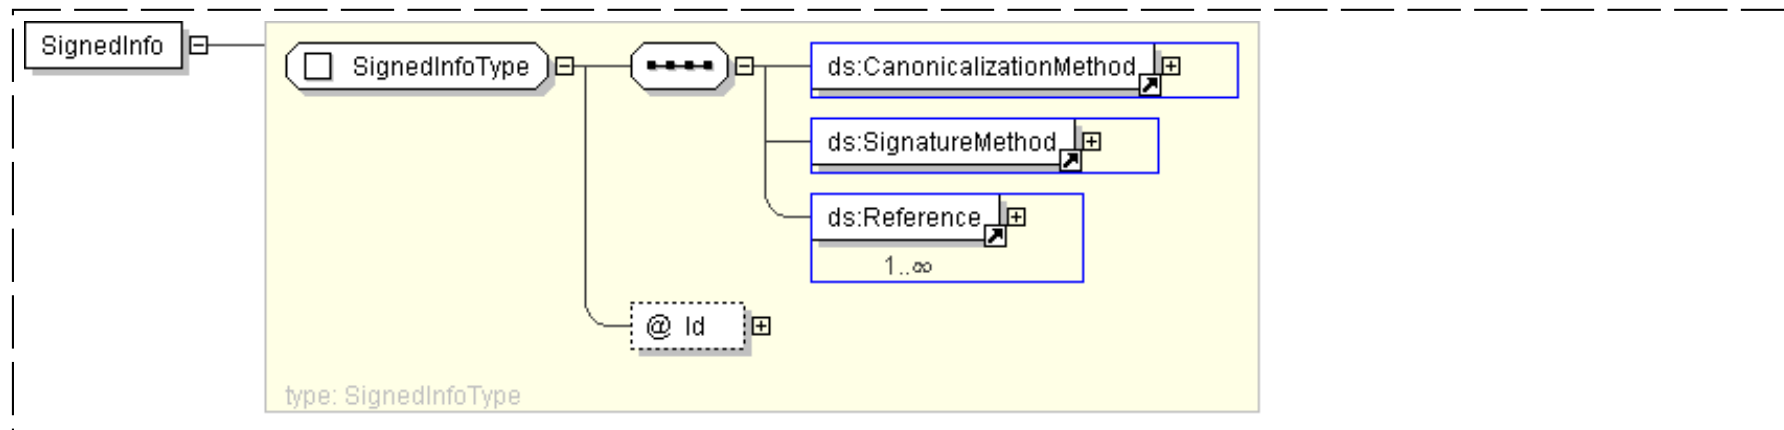 SignedInfo
SignedInfoType
ds:CanonicalizationMethod
ds:SignatureMethod
ds:Reference
1..∞
@ Id
type: SignedInfoType